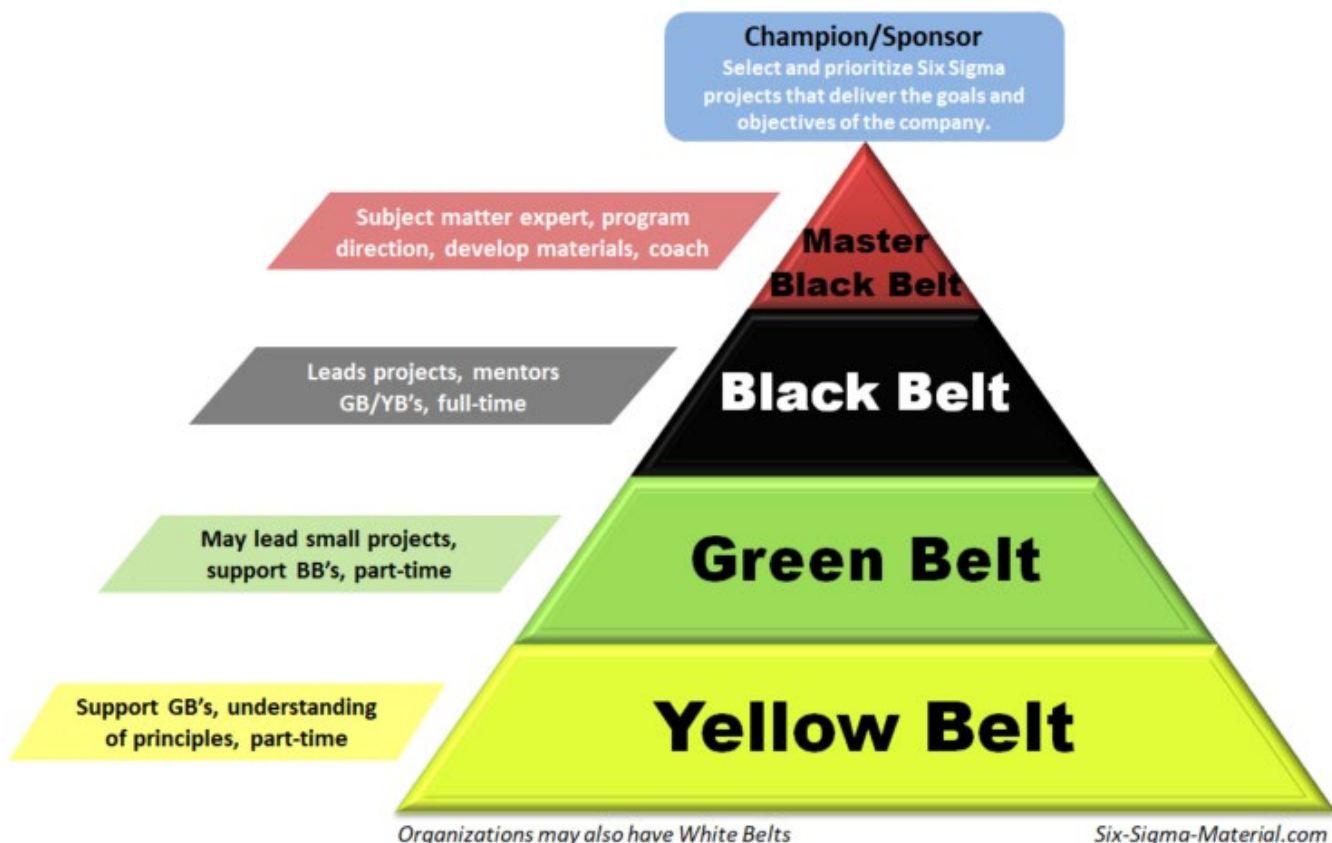 Champion/Sponsor
Select and prioritize Six Sigma
projects that deliver the goals and
objectives of the company.
Subject matter expert, program
direction, develop materials, coach
Master
Black Belt
Leads projects, mentors
GB/YB's, full-time
Black Belt
May lead small projects,
support BB's, part-time
Green Belt
Support GB's, understanding
of principles, part-time
Yellow Belt
Organizations may also have White Belts
Six-Sigma-Material.com